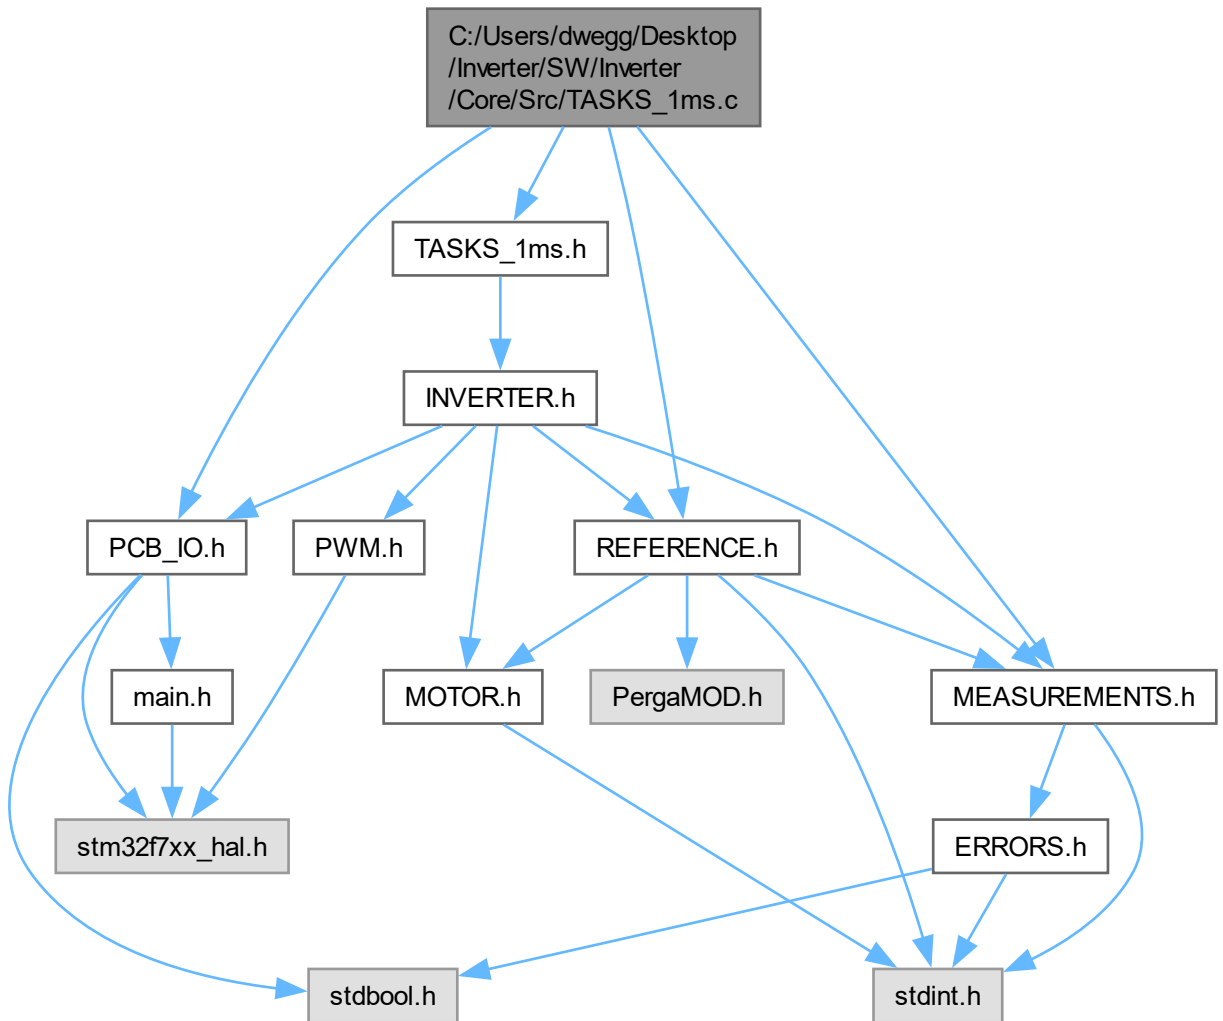 C:/Users/dwegg/Desktop
/Inverter/SW/Inverter
/Core/Src/TASKS_1ms.c
TASKS_1ms.h
INVERTER.h
PCB_IO.h
PWM.h
REFERENCE.h
main.h
MOTOR.h
PergaMOD.h
MEASUREMENTS.h
stm32f7xx_hal.h
ERRORS.h
stdbool.h
stdint.h